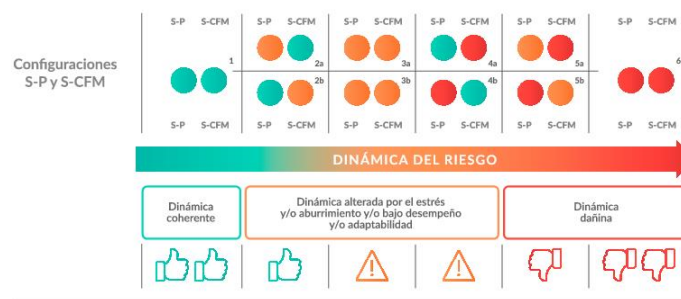 S-P S-CFM S-P S-CFM S-P S-CFM S-P S-CFM S-P S-CFM S-P S-CFM
Configuraciones
S-P y S-CFM
1 2a 3a 4a 5a 6
2b 3b 4b 5b
S-P S-CFM S-P S-CFM S-P S-CFM S-P S-CFM S-P S-CFM S-P S-CFM
DINÁMICA DEL RIESGO
Dinámica
coherente
Dinámica alterada por el estrés
y/o aburrimiento y/o bajo desempeño
y/o adaptabilidad
Dinámica
dañina